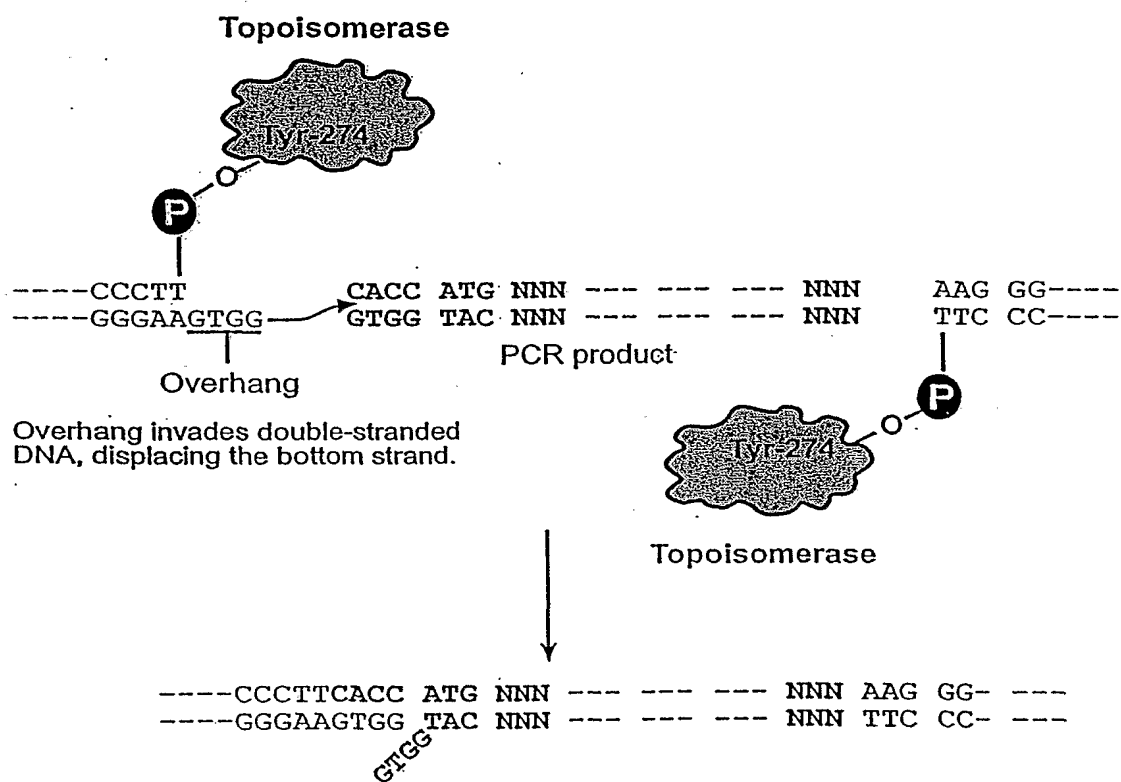 Topoisomerase
Tyr-274
O
P
----CCCTT CACC ATG NNN --- --- --- --- NNN AAG GG----
----GGGAAGTGG GTGG TAC NNN --- --- --- --- NNN TTC CC----
PCR product
Overhang
P
O
Overhang invades double-stranded
DNA, displacing the bottom strand.
Tyr-274
Topoisomerase
----CCCTTCACC ATG NNN --- --- --- --- NNN AAG GG- ---
----GGGAAGTGG TAC NNN --- --- --- --- NNN TTC CC- ---
GTGG